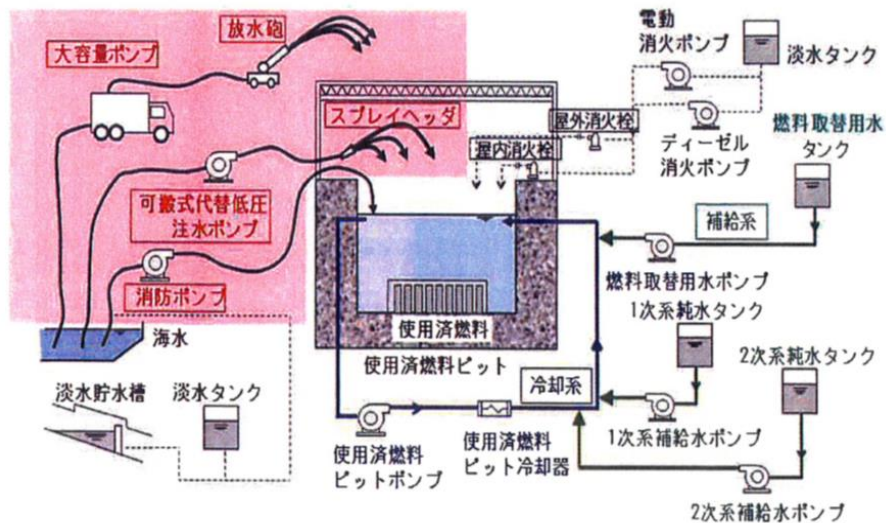 電動
消火ポンプ
放水砲
大容量ポンプ
淡水タンク
スプレイヘッダ
屋外消火栓
屋内消火栓
ディーゼル
消火ポンプ
燃料取替用水
タンク
可搬式代替低圧
注水ポンプ
補給系
消防ポンプ
燃料取替用水ポンプ
海水
使用済燃料
1次系純水タンク
使用済燃料ピット
2次系純水タンク
冷却系
淡水貯水槽
淡水タンク
使用済燃料
ピットポンプ
使用済燃料
ピット冷却器
1次系補給水ポンプ
2次系補給水ポンプ